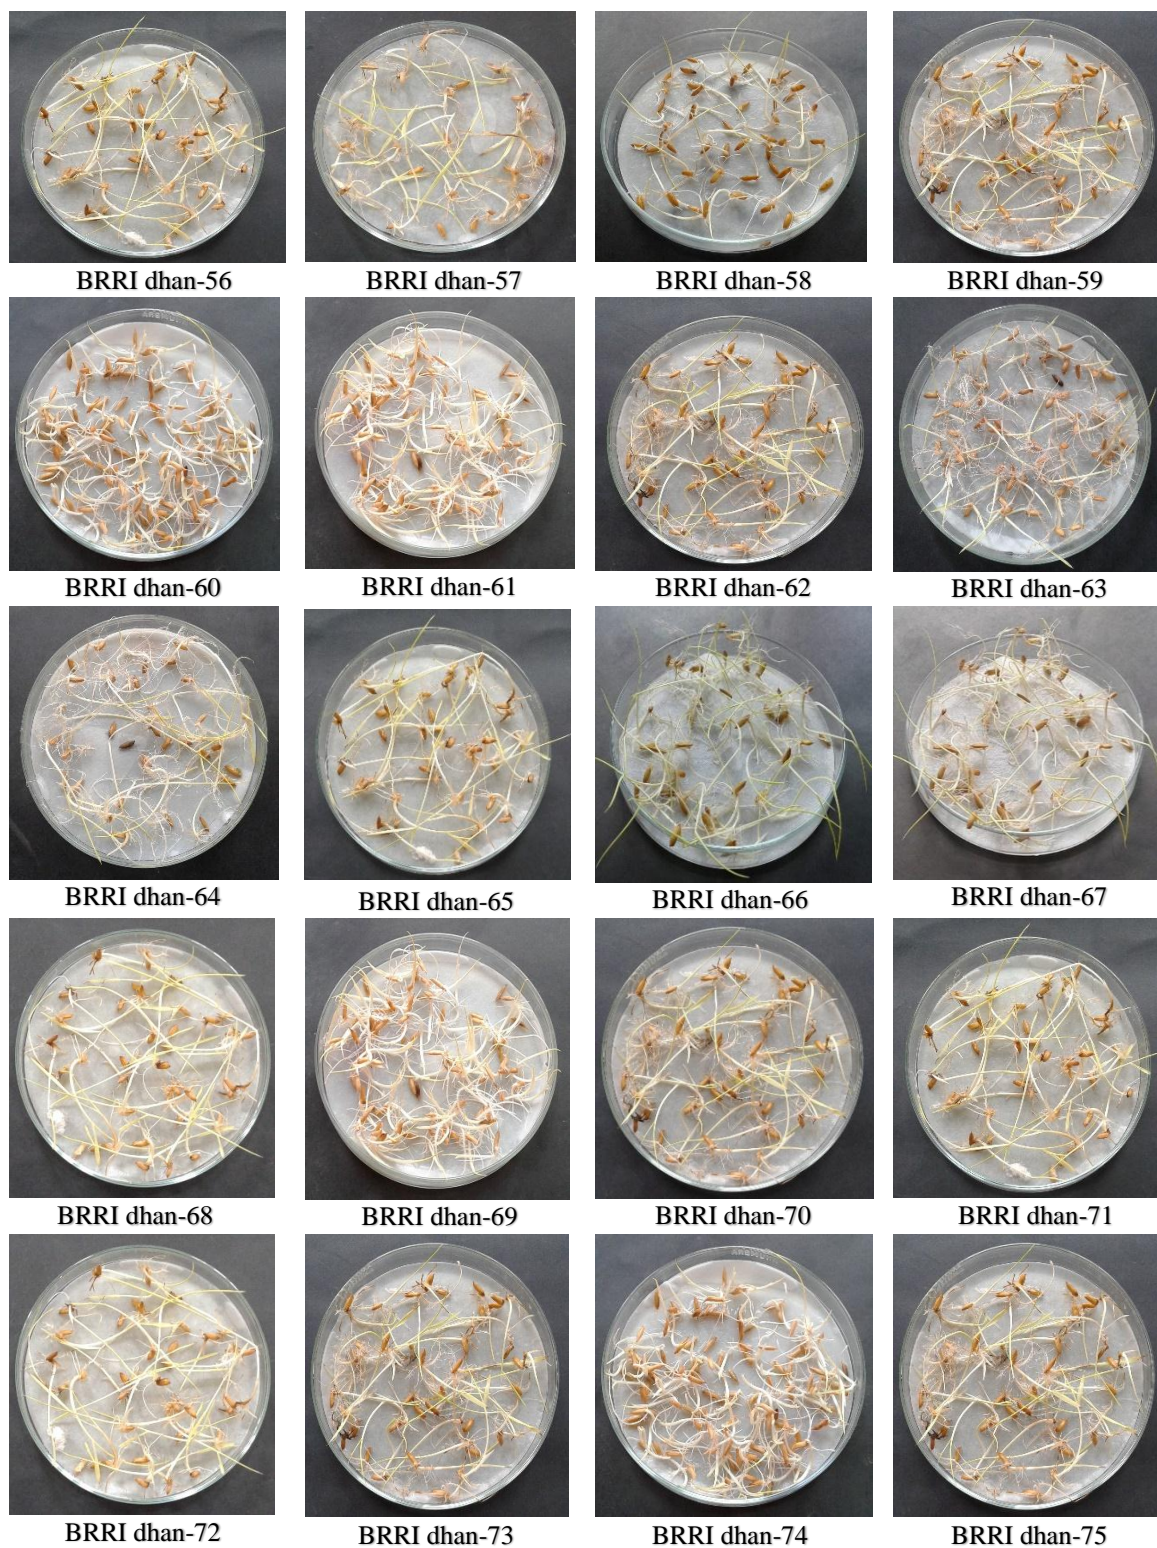 BRRI dhan-56
BRRI dhan-57
BRRI dhan-58
BRRI dhan-59
BRRI dhan-60
BRRI dhan-61
BRRI dhan-62
BRRI dhan-63
BRRI dhan-64
BRRI dhan-65
BRRI dhan-66
BRRI dhan-67
BRRI dhan-68
BRRI dhan-69
BRRI dhan-70
BRRI dhan-71
BRRI dhan-72
BRRI dhan-73
BRRI dhan-74
BRRI dhan-75